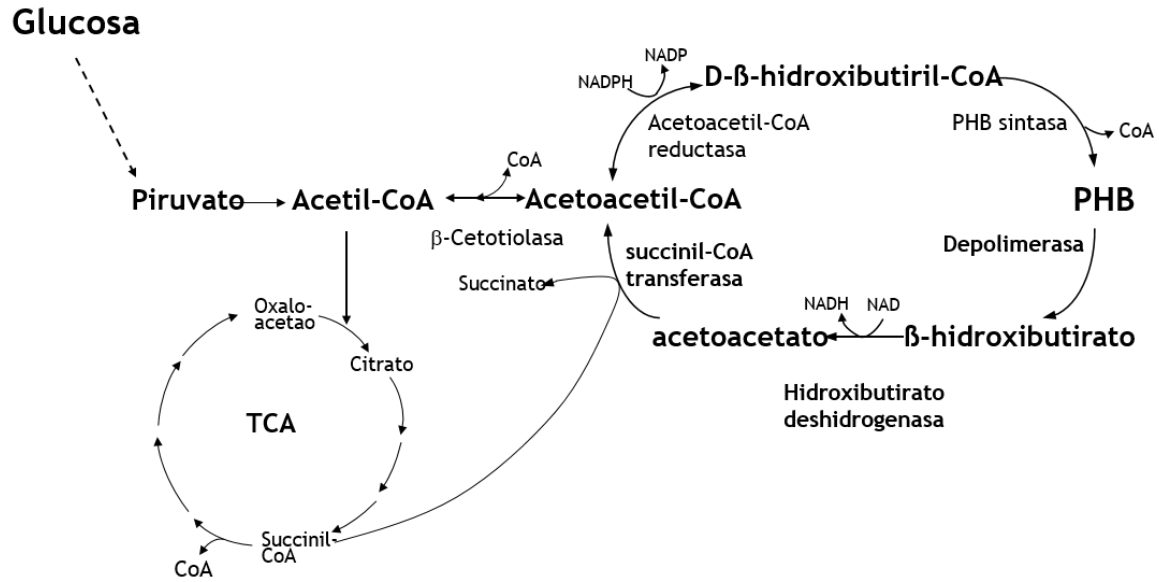 Glucosa
NADP
NADPH
D-ß-hidroxibutiril-CoA
Acetoacetil-CoA
reductasa
PHB sintasa
CoA
CoA
Piruvato
Acetil-CoA
Acetoacetil-CoA
PHB
β-Cetotiolasa
succinil-CoA
transferasa
Depolimerasa
Succinato
Oxalo-
acetao
NADH
NAD
acetoacetato
ß-hidroxibutirato
Citrato
Hidroxibutirato
deshidrogenasa
TCA
Succinil-
CoA
CoA